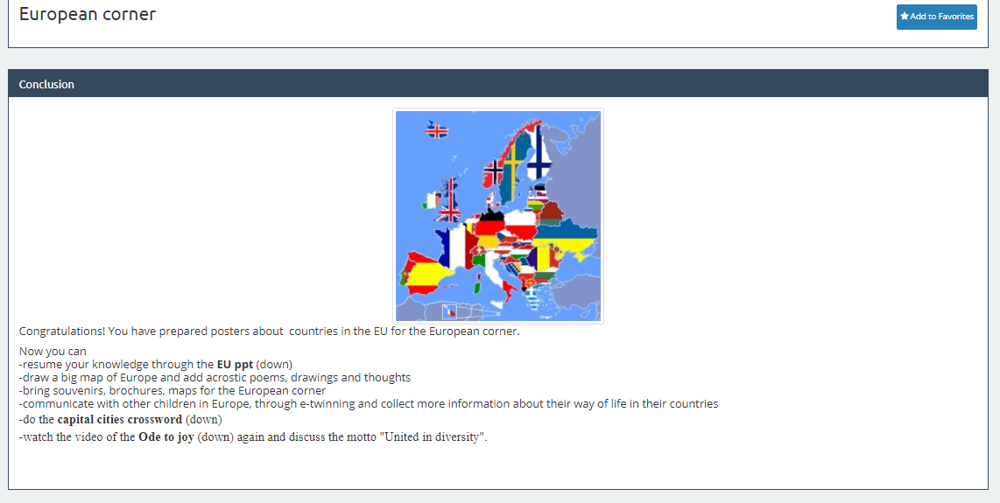 European corner
Add to Favorites
Conclusion
Congratulations! You have prepared posters about  countries in the EU for the European corner.
Now you can
-resume your knowledge through the EU ppt (down)
-draw a big map of Europe and add acrostic poems, drawings and thoughts
-bring souvenirs, brochures, maps for the European corner
-communicate with other children in Europe, through e-twinning and collect more information about their way of life in their countries
-do the capital cities crossword (down)
-watch the video of the Ode to joy (down) again and discuss the motto "United in diversity".